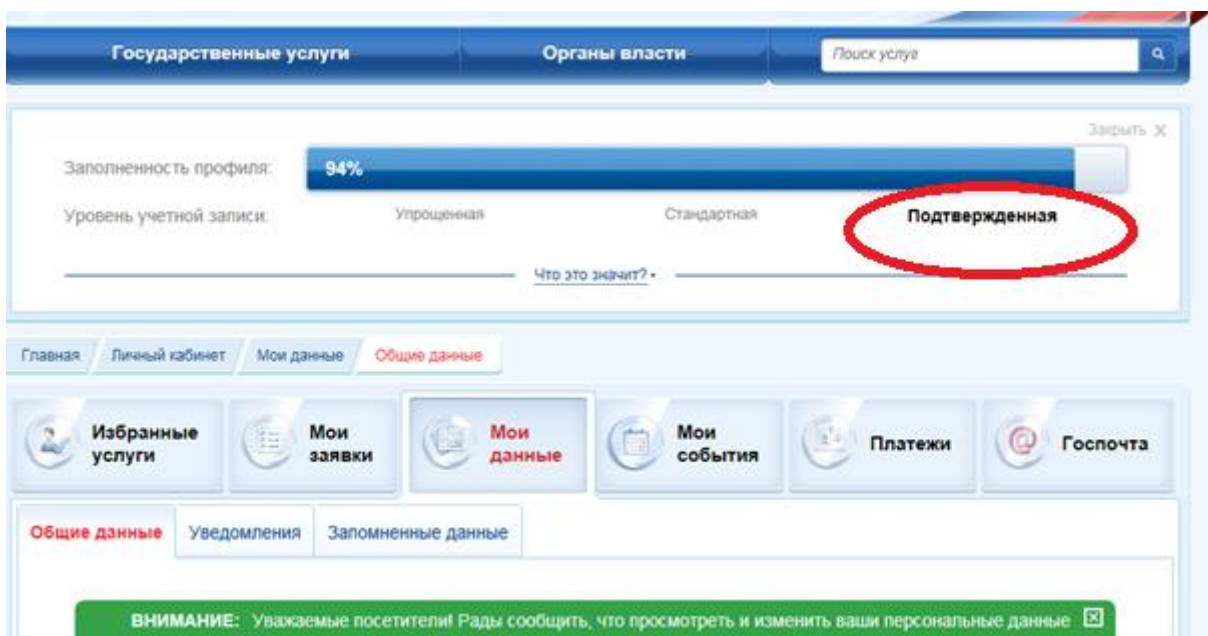 Государственные услуги Органы власти Поиск услуг
Закрыть X
Заполненность профиля: 94%
Уровень учетной записи: Упрощенная Стандартная Подтвержденная
Что это значит?
Главная Личный кабинет Мои данные Общие данные
Избранные услуги Мои заявки Мои данные Мои события Платежи Госпочта
Общие данные Уведомления Запомненные данные
ВНИМАНИЕ: Уважаемые посетители! Рады сообщить, что просмотреть и изменить ваши персональные данные